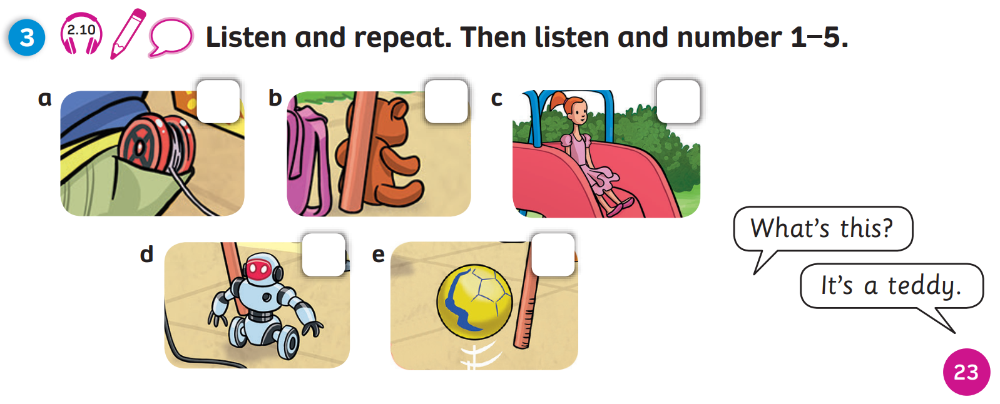 3 2.10 Listen and repeat. Then listen and number 1–5.
a
b
c
d
e
What's this?
It's a teddy.
23